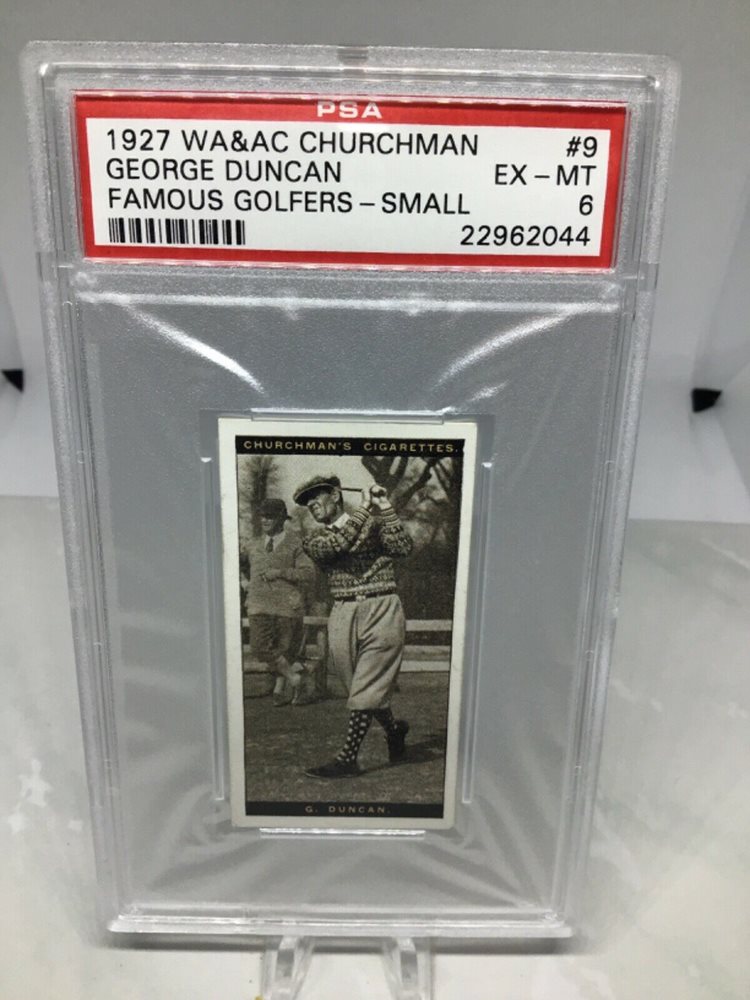 PSA
1927 WA&AC CHURCHMAN #9
GEORGE DUNCAN EX - MT
FAMOUS GOLFERS - SMALL 6
22962044
CHURCHMAN'S CIGARETTES.
G. DUNCAN.